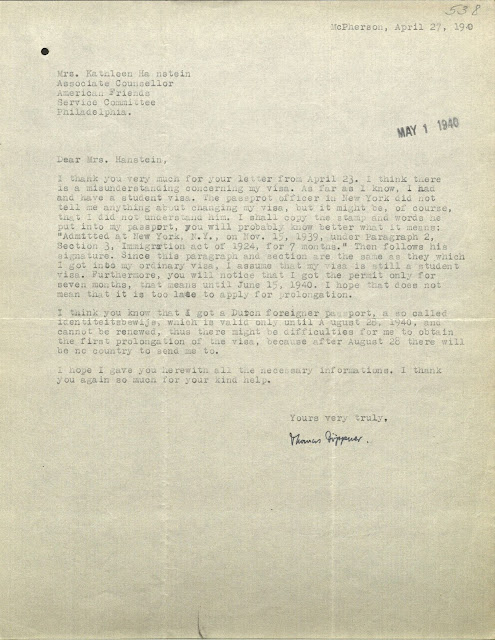 538
McPherson, April 27, 1940
Mrs. Kathleen Hanstein
Associate Counsellor
American Friends
Service Committee
Philadelphia.
MAY 1 1940
Dear Mrs. Hanstein,
I thank you very much for your letter from April 23. I think there
is a misunderstanding concerning my visa. As far as I know, I had
and have a student visa. The passprot officer in New York did not
tell me anything about changing my visa, but it might be, of course,
that I did not understand him. I shall copy the stamp and words he
put into my passport, you will probably know better what it means:
"Admitted at New York, N.Y., on Nov. 15, 1939, under Paragraph 2,
Section 3, Immigration act of 1924, for 7 months." Then follows his
signature. Since this paragraph and section are the same as they which
I got into my ordinary visa, I assume that my visa is still a student
visa. Furthermore, you will notice that I got the permit only for
seven months, that means until June 15, 1940. I hope that does not
mean that it is too late to apply for prolongation.
I think you know that I got a Dutch foreigner passport, a so called
identiteitsbewijs, which is valid only until August 28, 1940, and
cannot be renewed, thus there might be difficulties for me to obtain
the first prolongation of the visa, because after August 28 there will
be no country to send me to.
I hope I gave you herewith all the necessary informations. I thank
you again so much for your kind help.
Yours very truly,
Thomas